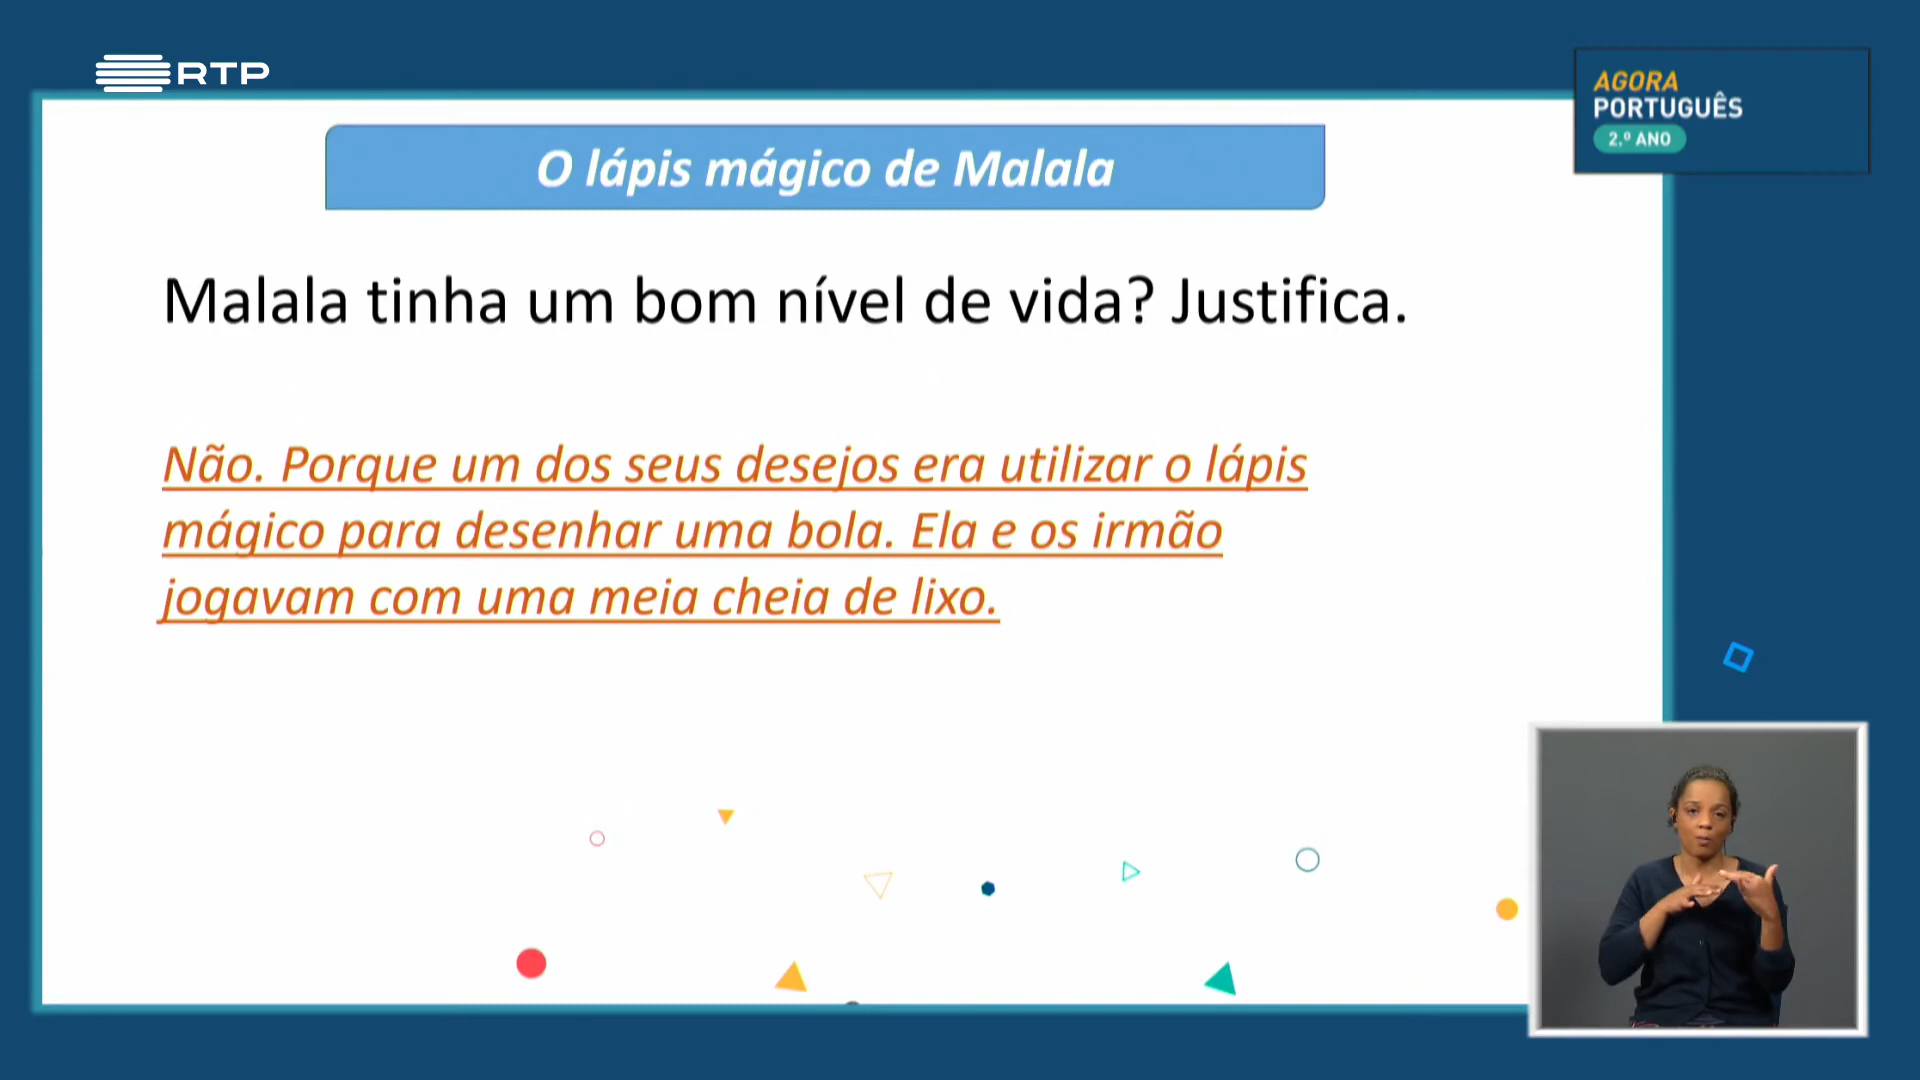 RTP
AGORA
PORTUGUÊS
2.º ANO
O lápis mágico de Malala
Malala tinha um bom nível de vida? Justifica.
Não. Porque um dos seus desejos era utilizar o lápis
mágico para desenhar uma bola. Ela e os irmão
jogavam com uma meia cheia de lixo.